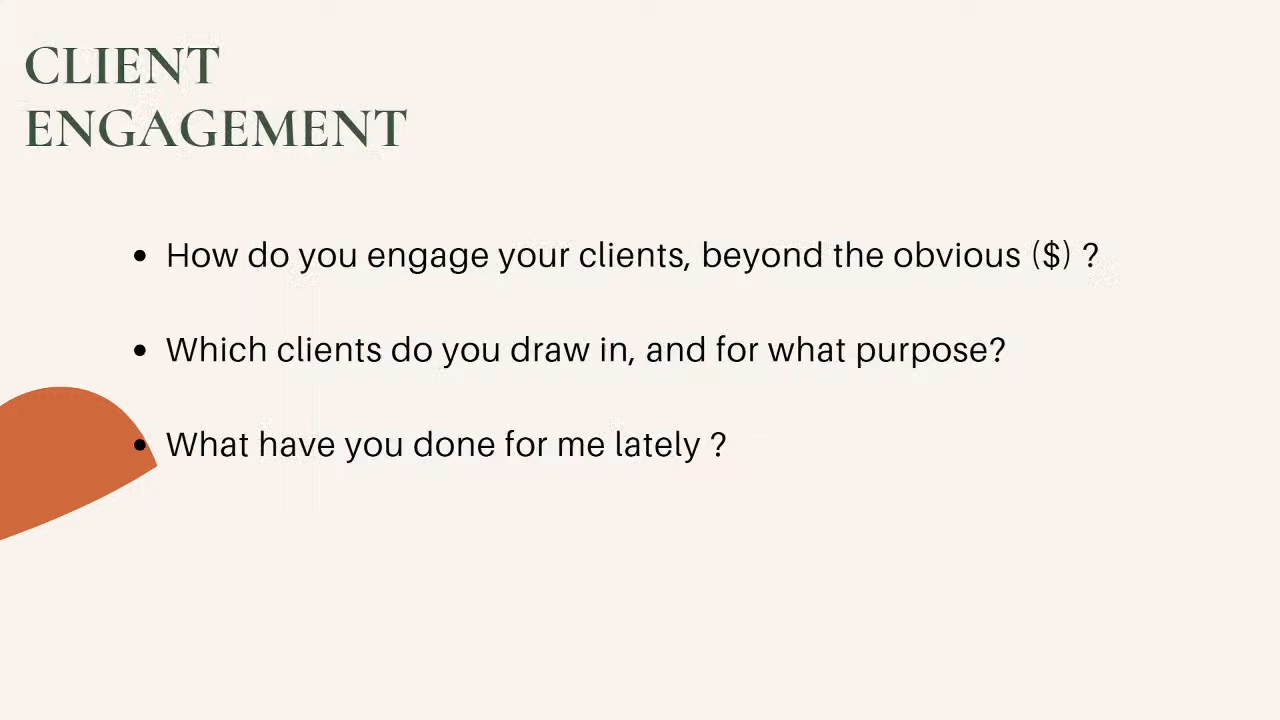 CLIENT
ENGAGEMENT
• How do you engage your clients, beyond the obvious ($) ?
• Which clients do you draw in, and for what purpose?
• What have you done for me lately ?